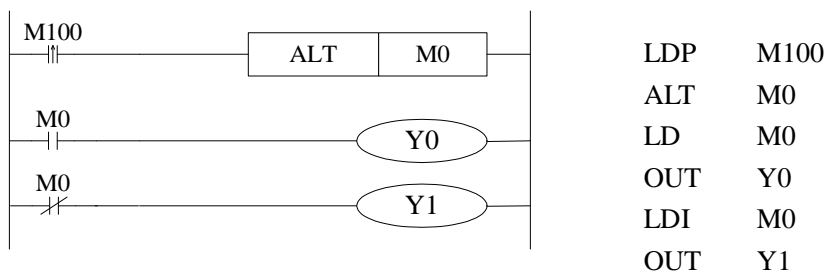 M100
ALT M0
M0
Y0
M0
Y1
LDP M100
ALT M0
LD M0
OUT Y0
LDI M0
OUT Y1